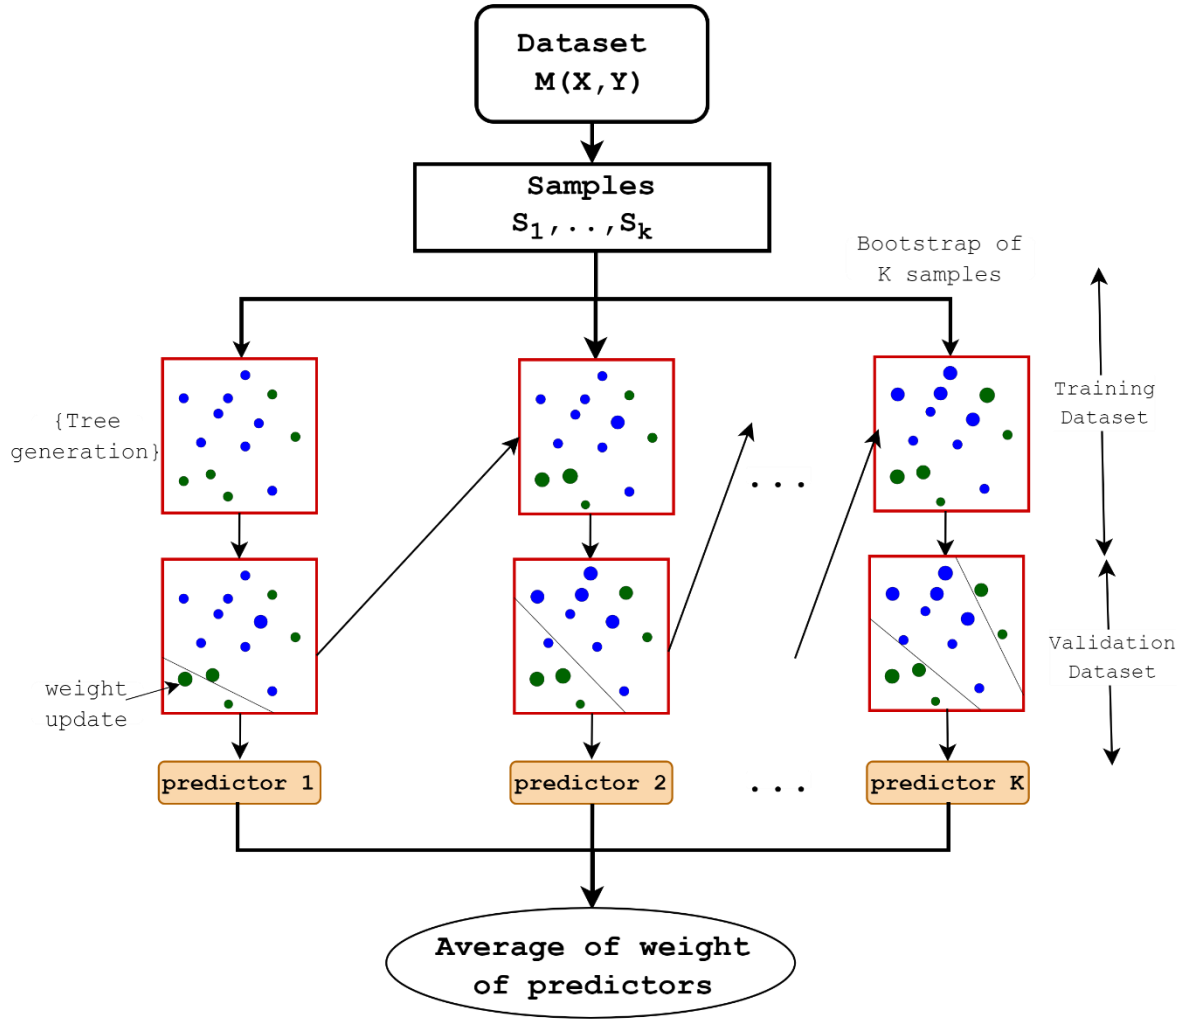 Dataset
M(X,Y)
Samples
S₁,..,Sₖ
Bootstrap of
K samples
{Tree
generation}
Training
Dataset
. . .
weight
update
Validation
Dataset
predictor 1
predictor 2
. . .
predictor K
Average of weight
of predictors